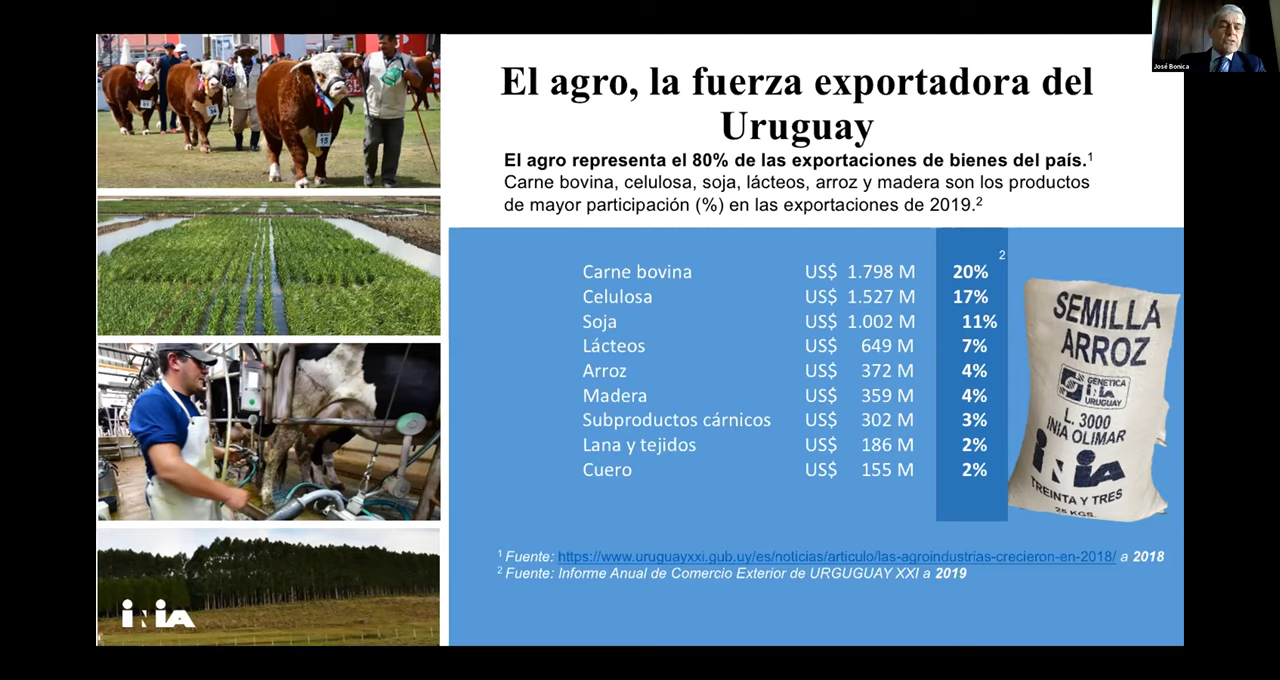 José Bonica
El agro, la fuerza exportadora del
Uruguay
El agro representa el 80% de las exportaciones de bienes del país.¹
Carne bovina, celulosa, soja, lácteos, arroz y madera son los productos
de mayor participación (%) en las exportaciones de 2019.²
2
Carne bovina US$ 1.798 M 20%
Celulosa US$ 1.527 M 17%
Soja US$ 1.002 M 11%
Lácteos US$ 649 M 7%
Arroz US$ 372 M 4%
Madera US$ 359 M 4%
Subproductos cárnicos US$ 302 M 3%
Lana y tejidos US$ 186 M 2%
Cuero US$ 155 M 2%
SEMILLA
ARROZ
GENETICA
INIA
URUGUAY
L. 3000
INIA OLIMAR
INIA
TREINTA Y TRES
25 KGS.
¹ Fuente: https://www.uruguayxxi.gub.uy/es/noticias/articulo/las-agroindustrias-crecieron-en-2018/ a 2018
² Fuente: Informe Anual de Comercio Exterior de URGUGUAY XXI a 2019
15
INIA